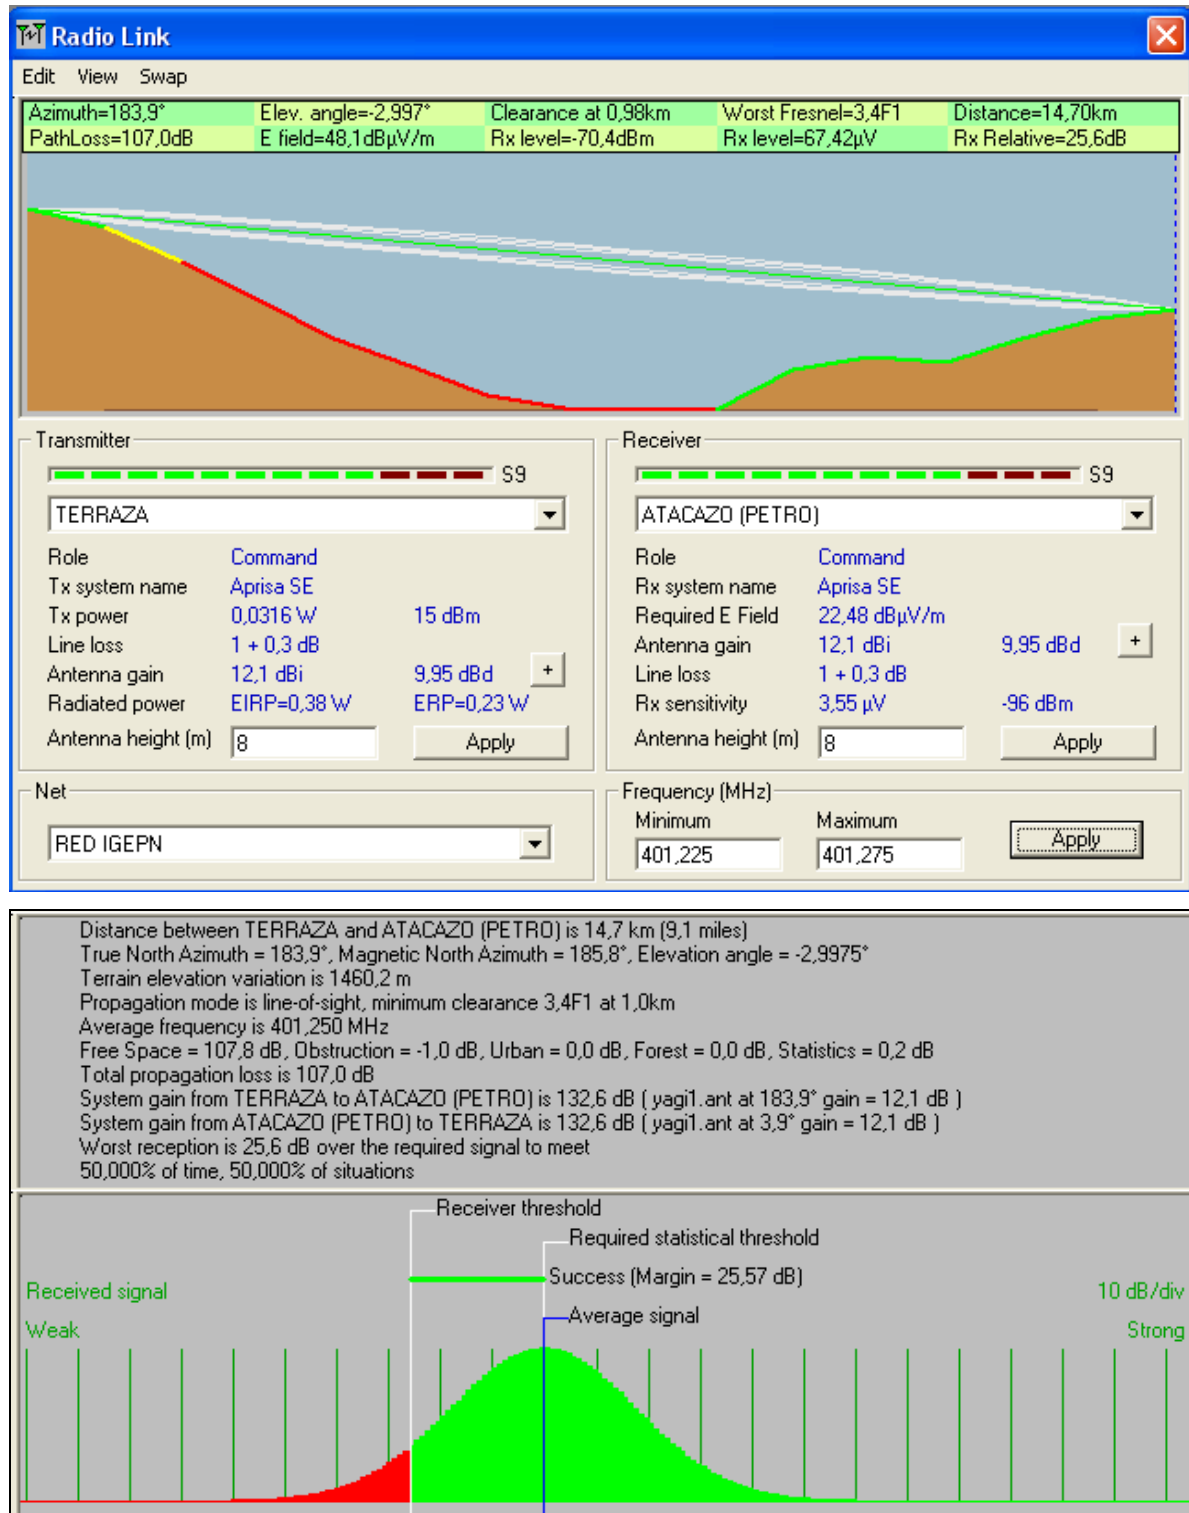 Radio Link
Edit View Swap
Azimuth=183,9° Elev. angle=-2,997° Clearance at 0,98km Worst Fresnel=3,4F1 Distance=14,70km
PathLoss=107,0dB E field=48,1dBµV/m Rx level=-70,4dBm Rx level=67,42µV Rx Relative=25,6dB
Transmitter
S9
TERRAZA
Role Command
Tx system name Aprisa SE
Tx power 0,0316 W 15 dBm
Line loss 1 + 0,3 dB
Antenna gain 12,1 dBi 9,95 dBd +
Radiated power EIRP=0,38 W ERP=0,23 W
Antenna height (m) 8 Apply
Receiver
S9
ATACAZO (PETRO)
Role Command
Rx system name Aprisa SE
Required E Field 22,48 dBµV/m
Antenna gain 12,1 dBi 9,95 dBd +
Line loss 1 + 0,3 dB
Rx sensitivity 3,55 µV -96 dBm
Antenna height (m) 8 Apply
Net
RED IGEPN
Frequency (MHz)
Minimum Maximum
401,225 401,275 Apply
Distance between TERRAZA and ATACAZO (PETRO) is 14,7 km (9,1 miles)
True North Azimuth = 183,9°, Magnetic North Azimuth = 185,8°, Elevation angle = -2,9975°
Terrain elevation variation is 1460,2 m
Propagation mode is line-of-sight, minimum clearance 3,4F1 at 1,0km
Average frequency is 401,250 MHz
Free Space = 107,8 dB, Obstruction = -1,0 dB, Urban = 0,0 dB, Forest = 0,0 dB, Statistics = 0,2 dB
Total propagation loss is 107,0 dB
System gain from TERRAZA to ATACAZO (PETRO) is 132,6 dB ( yagi1.ant at 183,9° gain = 12,1 dB )
System gain from ATACAZO (PETRO) to TERRAZA is 132,6 dB ( yagi1.ant at 3,9° gain = 12,1 dB )
Worst reception is 25,6 dB over the required signal to meet
50,000% of time, 50,000% of situations
Receiver threshold
Required statistical threshold
Success (Margin = 25,57 dB)
Received signal 10 dB/div
Average signal
Weak Strong